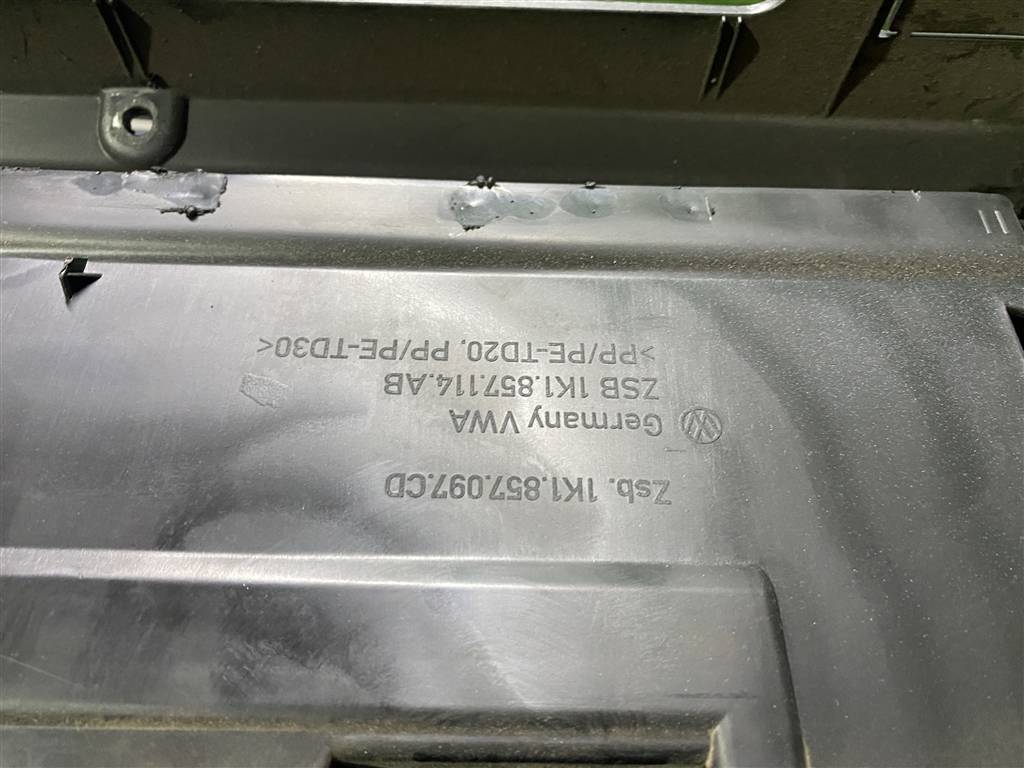 Zsb. 1K1.857.097.CD
Germany VWA
ZSB 1K1.857.114.AB
>PP/PE-TD20, PP/PE-TD30<